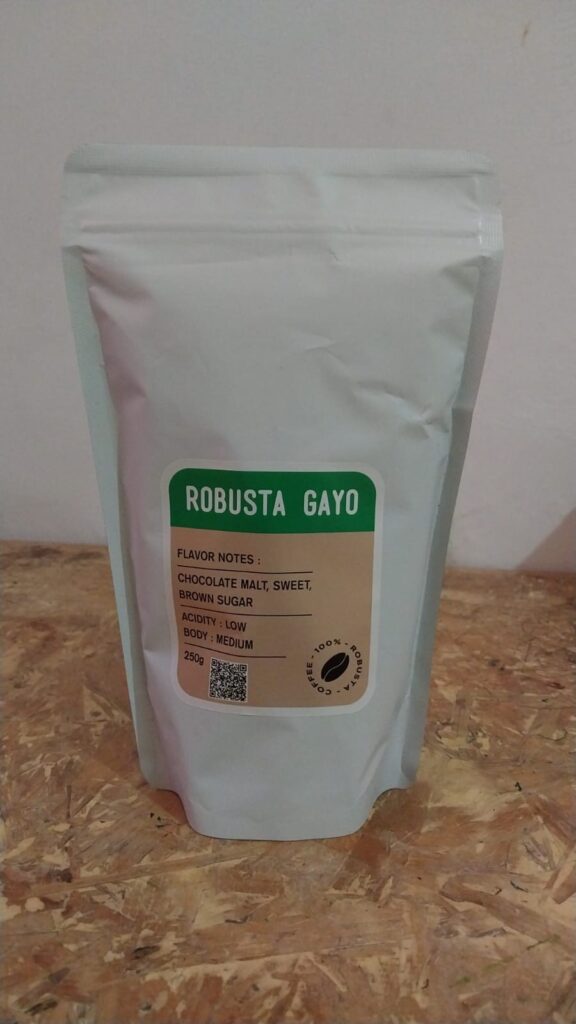 ROBUSTA GAYO
FLAVOR NOTES :
CHOCOLATE MALT, SWEET,
BROWN SUGAR
ACIDITY : LOW
BODY : MEDIUM
250g
100% - ROBUSTA - COFFEE -